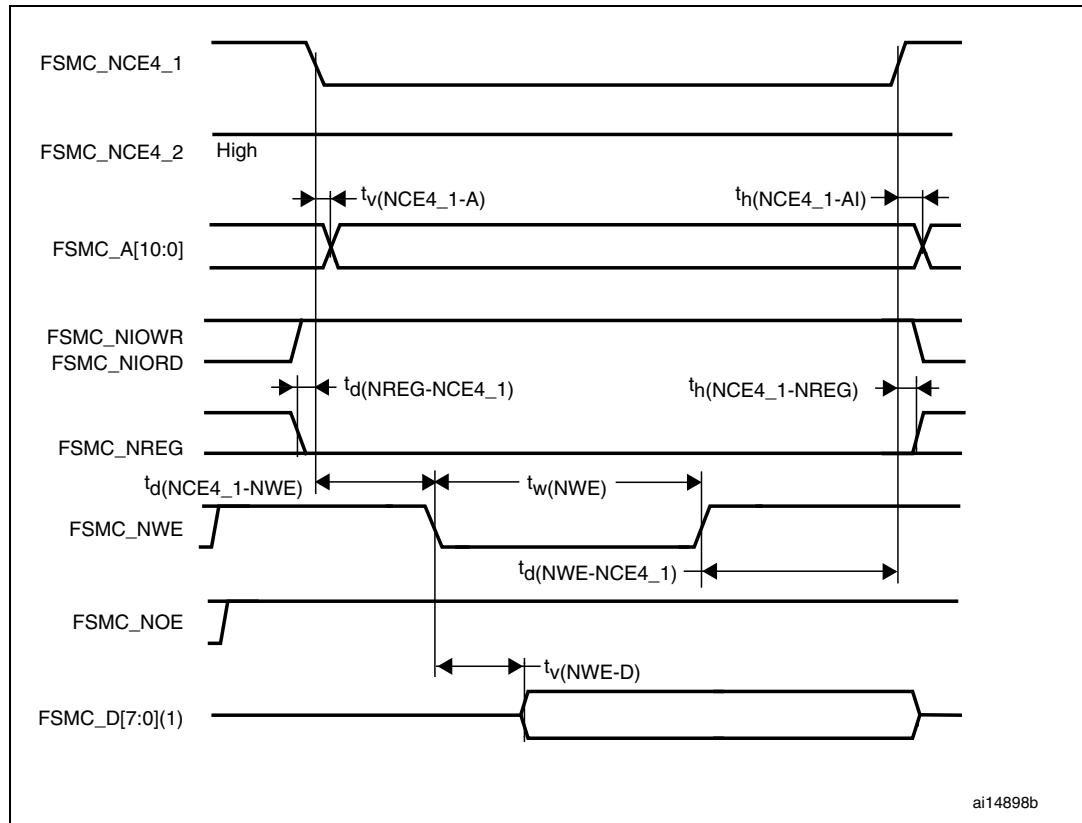 FSMC_NCE4_1
FSMC_NCE4_2 High
tv(NCE4_1-A) th(NCE4_1-AI)
FSMC_A[10:0]
FSMC_NIOWR
FSMC_NIORD
td(NREG-NCE4_1) th(NCE4_1-NREG)
FSMC_NREG
td(NCE4_1-NWE) tw(NWE)
FSMC_NWE
td(NWE-NCE4_1)
FSMC_NOE
tv(NWE-D)
FSMC_D[7:0](1)
ai14898b